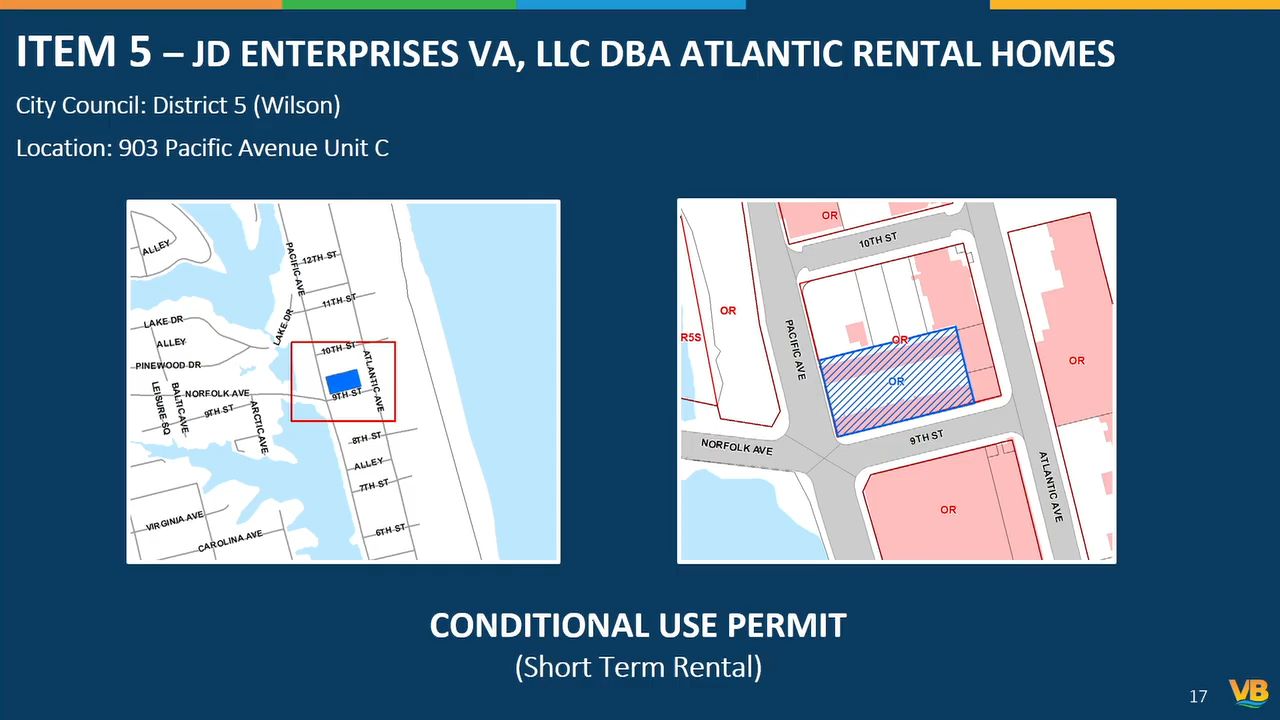 ITEM 5 – JD ENTERPRISES VA, LLC DBA ATLANTIC RENTAL HOMES
City Council: District 5 (Wilson)
Location: 903 Pacific Avenue Unit C
ALLEY
PACIFIC AVE
12TH ST
11TH ST
LAKE DR
LAKE DR
ALLEY
10TH ST
PINEWOOD DR
ATLANTIC AVE
LEISURE SQ
BALTIC AVE
NORFOLK AVE
9TH ST
9TH ST
ARCTIC AVE
8TH ST
ALLEY
7TH ST
VIRGINIA AVE
CAROLINA AVE
6TH ST
OR
10TH ST
OR
R5S
PACIFIC AVE
OR
OR
OR
NORFOLK AVE
9TH ST
ATLANTIC AVE
OR
CONDITIONAL USE PERMIT
(Short Term Rental)
17
VB